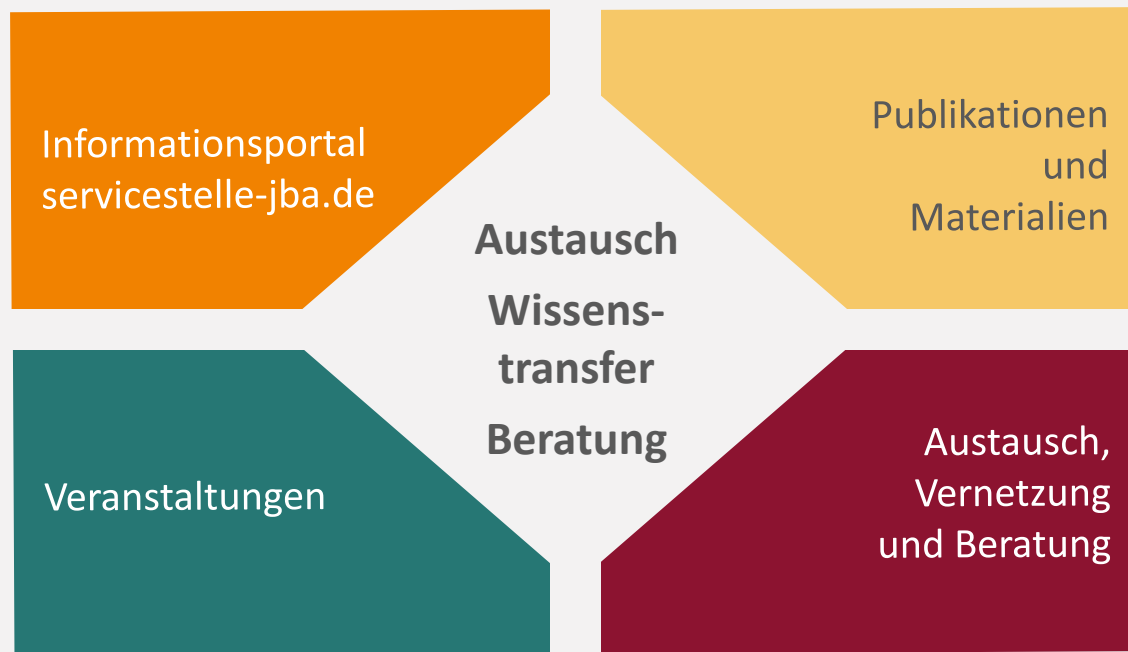 Informationsportal
servicestelle-jba.de
Publikationen
und
Materialien
Austausch
Wissens-
transfer
Beratung
Veranstaltungen
Austausch,
Vernetzung
und Beratung